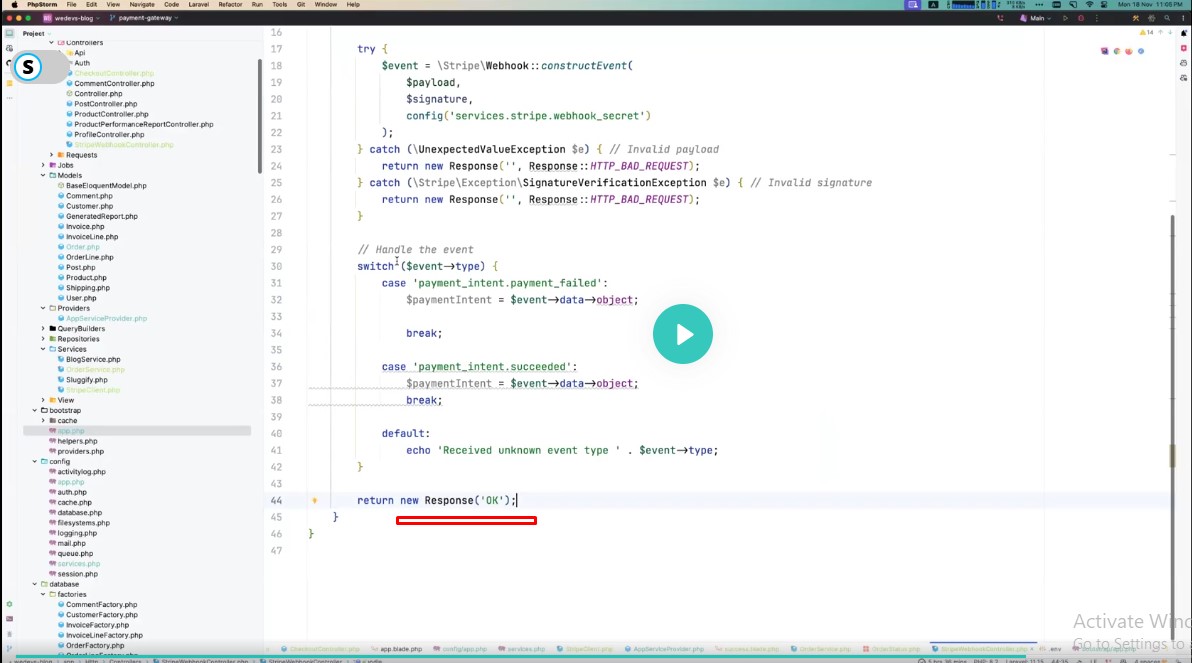 PhpStorm File Edit View Navigate Code Laravel Refactor Run Tools Git Window Help
Mon 18 Nov 11:05 PM
wedevs-blog payment-gateway
Main
Project
Controllers
Api
Auth
CheckoutController.php
CommentController.php
Controller.php
PostController.php
ProductController.php
ProductPerformanceReportController.php
ProfileController.php
StripeWebhookController.php
Requests
Jobs
Models
BaseEloquentModel.php
Comment.php
Customer.php
GeneratedReport.php
Invoice.php
InvoiceLine.php
Order.php
OrderLine.php
Post.php
Product.php
Shipping.php
User.php
Providers
AppServiceProvider.php
QueryBuilders
Repositories
Services
BlogService.php
OrderService.php
Sluggify.php
StripeClient.php
View
bootstrap
cache
app.php
helpers.php
providers.php
config
activitylog.php
app.php
auth.php
cache.php
database.php
filesystems.php
logging.php
mail.php
queue.php
services.php
session.php
database
factories
CommentFactory.php
CustomerFactory.php
InvoiceFactory.php
InvoiceLineFactory.php
OrderFactory.php
S
14
16
17 try {
18 $event = \Stripe\Webhook::constructEvent(
19 $payload,
20 $signature,
21 config('services.stripe.webhook_secret')
22 );
23 } catch (\UnexpectedValueException $e) { // Invalid payload
24 return new Response('', Response::HTTP_BAD_REQUEST);
25 } catch (\Stripe\Exception\SignatureVerificationException $e) { // Invalid signature
26 return new Response('', Response::HTTP_BAD_REQUEST);
27 }
28
29 // Handle the event
30 switch ($event->type) {
31 case 'payment_intent.payment_failed':
32 $paymentIntent = $event->data->object;
33
34 break;
35
36 case 'payment_intent.succeeded':
37 $paymentIntent = $event->data->object;
38 break;
39
40 default:
41 echo 'Received unknown event type ' . $event->type;
42 }
43
44 return new Response('OK');
45 }
46 }
47
Activate Win
Go to Settings to
CheckoutController.php app.blade.php config/app.php services.php StripeClient.php AppServiceProvider.php success.blade.php OrderService.php OrderStatus.php StripeWebhookController.php .env